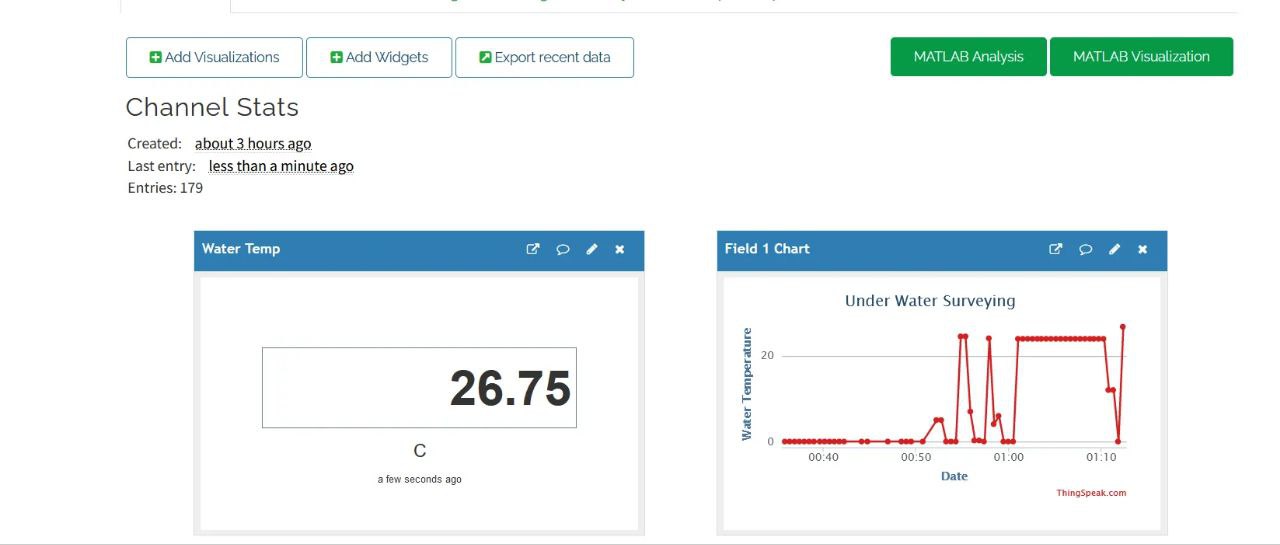 Add Visualizations Add Widgets Export recent data MATLAB Analysis MATLAB Visualization
Channel Stats
Created: about 3 hours ago
Last entry: less than a minute ago
Entries: 179
Water Temp
26.75
C
a few seconds ago
Field 1 Chart
Under Water Surveying
Water Temperature
20
0
00:40 00:50 01:00 01:10
Date
ThingSpeak.com